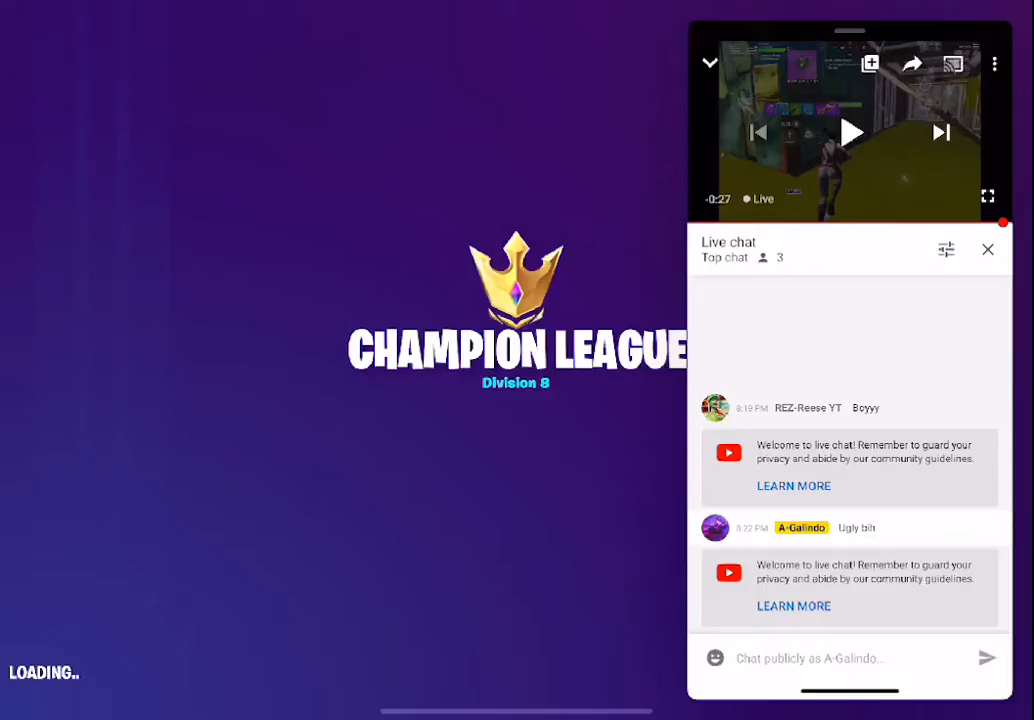 -0:27 Live
Live chat
Top chat 3
CHAMPION LEAGUE
Division 8
8:19 PM REZ-Reese YT Boyyy
Welcome to live chat! Remember to guard your
privacy and abide by our community guidelines.
LEARN MORE
8:22 PM A-Galindo Ugly bih
Welcome to live chat! Remember to guard your
privacy and abide by our community guidelines.
LEARN MORE
Chat publicly as A-Galindo...
LOADING..